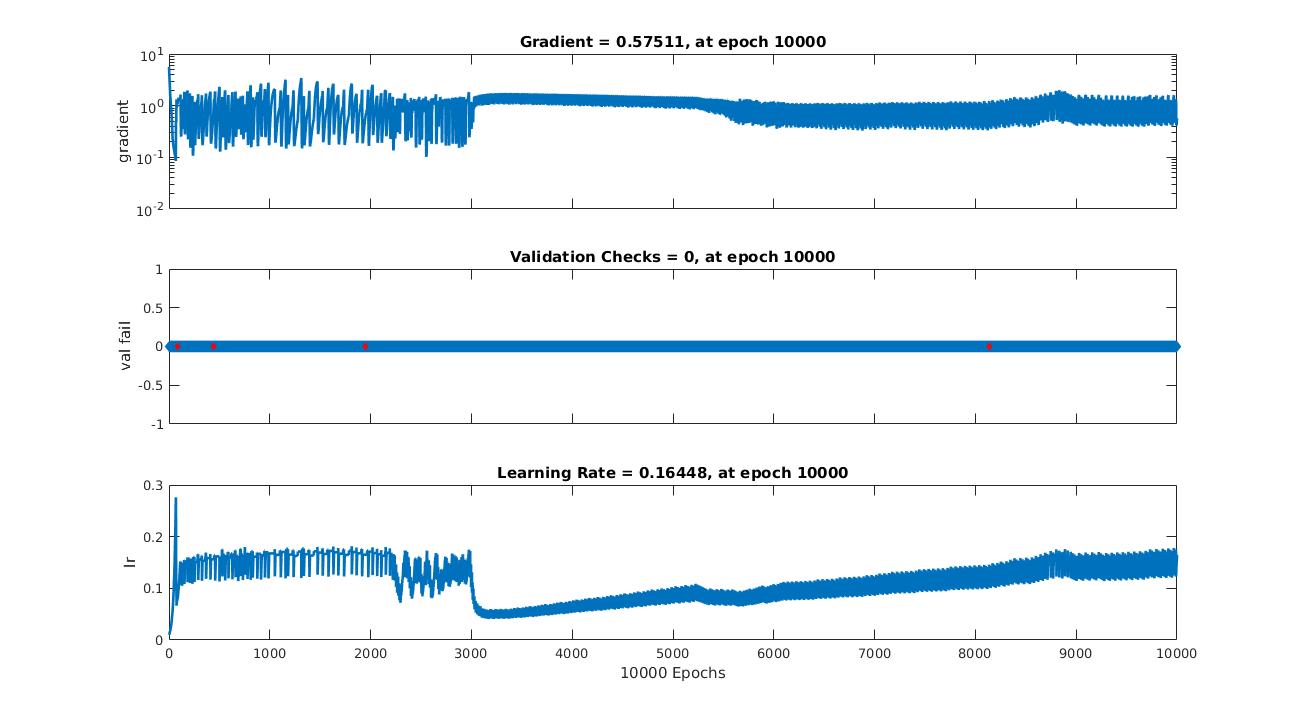 Gradient = 0.57511, at epoch 10000
10^1
10^0
10^-1
10^-2
gradient
Validation Checks = 0, at epoch 10000
1
0.5
0
-0.5
-1
val fail
Learning Rate = 0.16448, at epoch 10000
0.3
0.2
0.1
0
lr
0 1000 2000 3000 4000 5000 6000 7000 8000 9000 10000
10000 Epochs